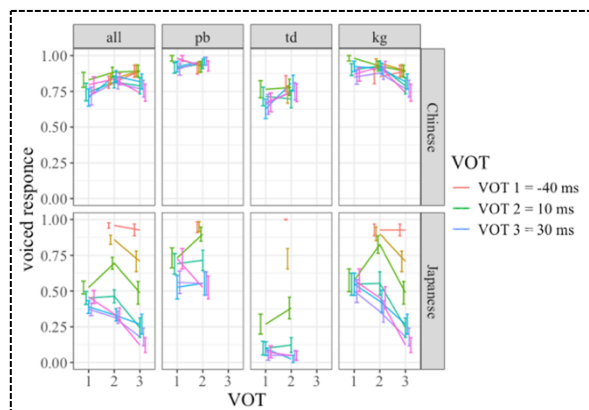 all pb td kg
1.00
0.75
0.50
0.25
0.00
Chinese
1.00
0.75
0.50
0.25
0.00
Japanese
voiced responce
1 2 3 1 2 3 1 2 3 1 2 3
VOT
VOT
VOT 1 = -40 ms
VOT 2 = 10 ms
VOT 3 = 30 ms